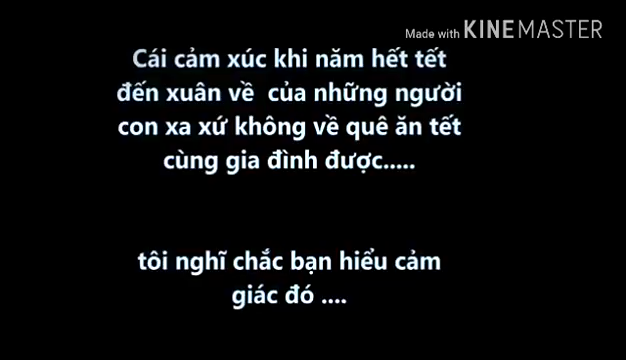 Made with KINEMASTER
Cái cảm xúc khi năm hết tết
đến xuân về của những người
con xa xứ không về quê ăn tết
cùng gia đình được.....
tôi nghĩ chắc bạn hiểu cảm
giác đó ....